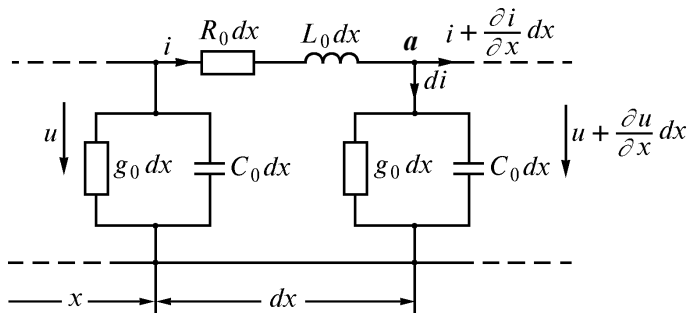 i R₀dx L₀dx a i + ∂i/∂x dx
di
u g₀dx C₀dx g₀dx C₀dx u + ∂u/∂x dx
x dx